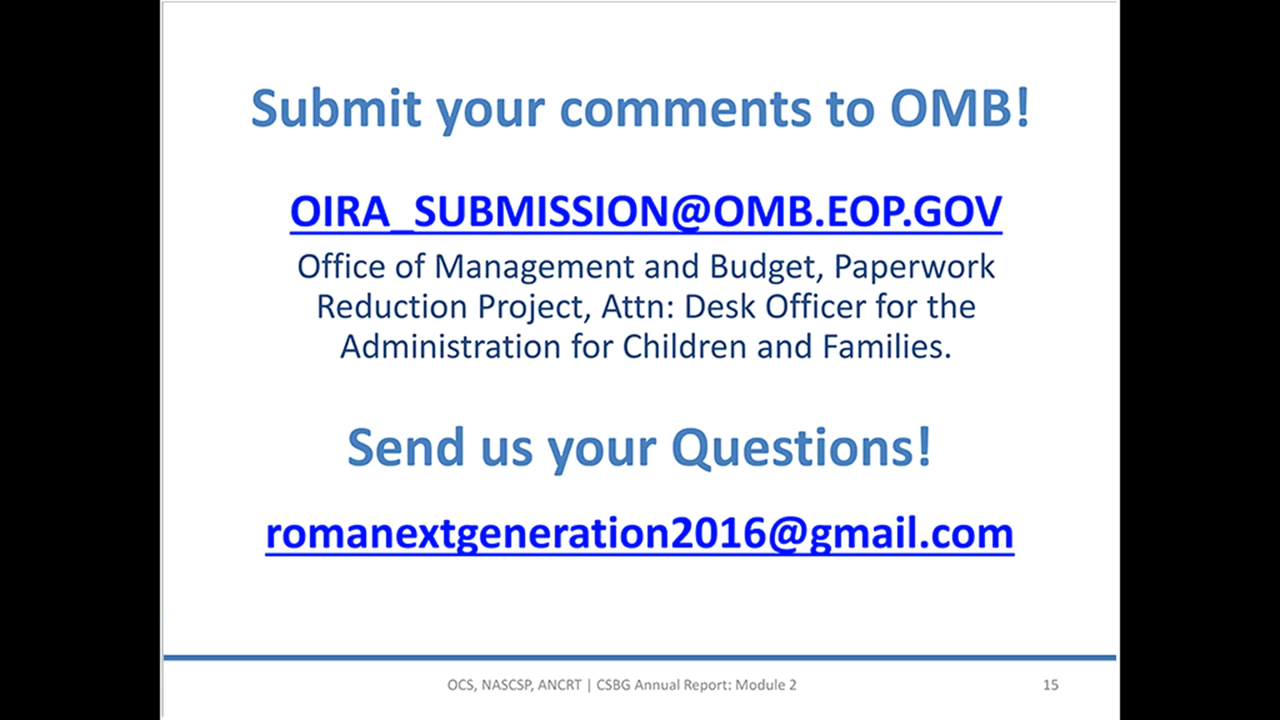 Submit your comments to OMB!
OIRA_SUBMISSION@OMB.EOP.GOV
Office of Management and Budget, Paperwork
Reduction Project, Attn: Desk Officer for the
Administration for Children and Families.
Send us your Questions!
romanextgeneration2016@gmail.com
OCS, NASCSP, ANCRT | CSBG Annual Report: Module 2
15